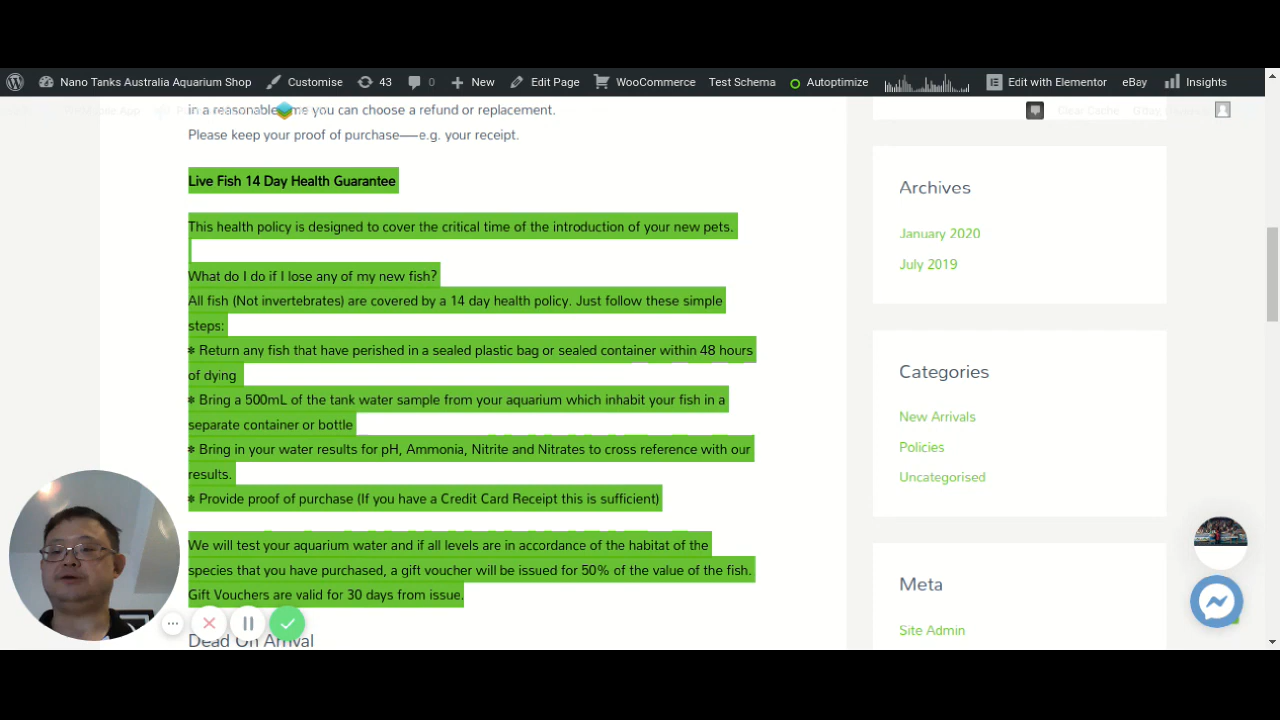 Nano Tanks Australia Aquarium Shop Customise 43 0 New Edit Page WooCommerce Test Schema Autoptimize Edit with Elementor eBay Insights
in a reasonable time you can choose a refund or replacement.
Clear Cache
Please keep your proof of purchase—e.g. your receipt.
Live Fish 14 Day Health Guarantee
This health policy is designed to cover the critical time of the introduction of your new pets.
What do I do if I lose any of my new fish?
All fish (Not invertebrates) are covered by a 14 day health policy. Just follow these simple
steps:
* Return any fish that have perished in a sealed plastic bag or sealed container within 48 hours
of dying
* Bring a 500mL of the tank water sample from your aquarium which inhabit your fish in a
separate container or bottle
* Bring in your water results for pH, Ammonia, Nitrite and Nitrates to cross reference with our
results.
* Provide proof of purchase (If you have a Credit Card Receipt this is sufficient)
We will test your aquarium water and if all levels are in accordance of the habitat of the
species that you have purchased, a gift voucher will be issued for 50% of the value of the fish.
Gift Vouchers are valid for 30 days from issue.
Dead On Arrival
Archives
January 2020
July 2019
Categories
New Arrivals
Policies
Uncategorised
Meta
Site Admin